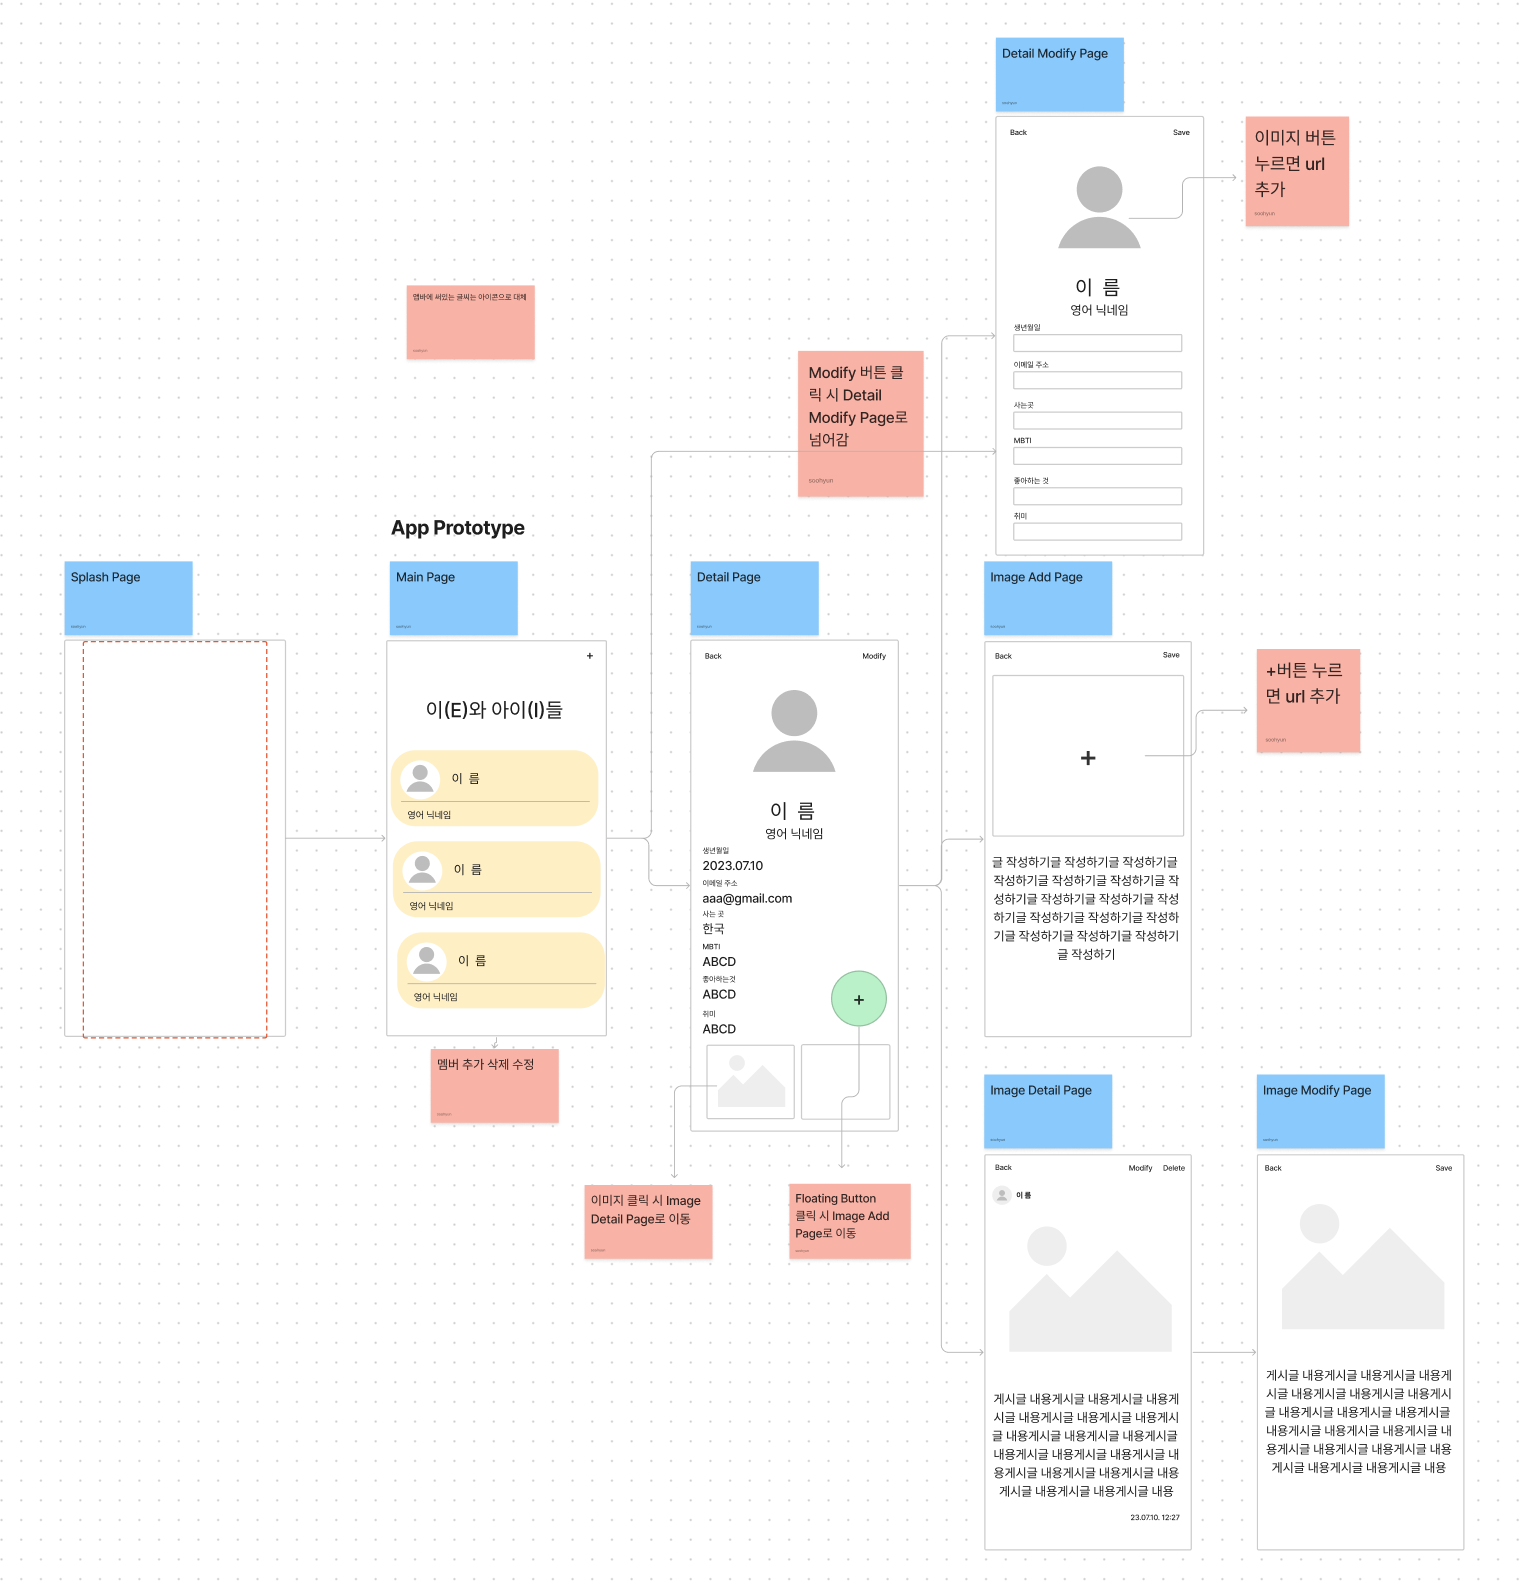 Detail Modify Page
soohyun
Back
Save
이 름
영어 닉네임
생년월일
이메일 주소
사는곳
MBTI
좋아하는 것
취미
이미지 버튼
누르면 url
추가
soohyun
앱바에 써있는 글씨는 아이콘으로 대체
soohyun
Modify 버튼 클
릭 시 Detail
Modify Page로
넘어감
soohyun
App Prototype
Splash Page
soohyun
Main Page
soohyun
+
이(E)와 아이(I)들
이 름
영어 닉네임
이 름
영어 닉네임
이 름
영어 닉네임
멤버 추가 삭제 수정
soohyun
Detail Page
soohyun
Back
Modify
이 름
영어 닉네임
생년월일
2023.07.10
이메일 주소
aaa@gmail.com
사는 곳
한국
MBTI
ABCD
좋아하는것
ABCD
취미
ABCD
+
이미지 클릭 시 Image
Detail Page로 이동
soohyun
Floating Button
클릭 시 Image Add
Page로 이동
soohyun
Image Add Page
soohyun
Back
Save
+
글 작성하기글 작성하기글 작성하기글
작성하기글 작성하기글 작성하기글 작
성하기글 작성하기글 작성하기글 작성
하기글 작성하기글 작성하기글 작성하
기글 작성하기글 작성하기글 작성하기
글 작성하기
+버튼 누르
면 url 추가
soohyun
Image Detail Page
soohyun
Back
Modify
Delete
이 름
게시글 내용게시글 내용게시글 내용게
시글 내용게시글 내용게시글 내용게시
글 내용게시글 내용게시글 내용게시글
내용게시글 내용게시글 내용게시글 내
용게시글 내용게시글 내용게시글 내용
게시글 내용게시글 내용게시글 내용
23.07.10. 12:27
Image Modify Page
soohyun
Back
Save
게시글 내용게시글 내용게시글 내용게
시글 내용게시글 내용게시글 내용게시
글 내용게시글 내용게시글 내용게시글
내용게시글 내용게시글 내용게시글 내
용게시글 내용게시글 내용게시글 내용
게시글 내용게시글 내용게시글 내용